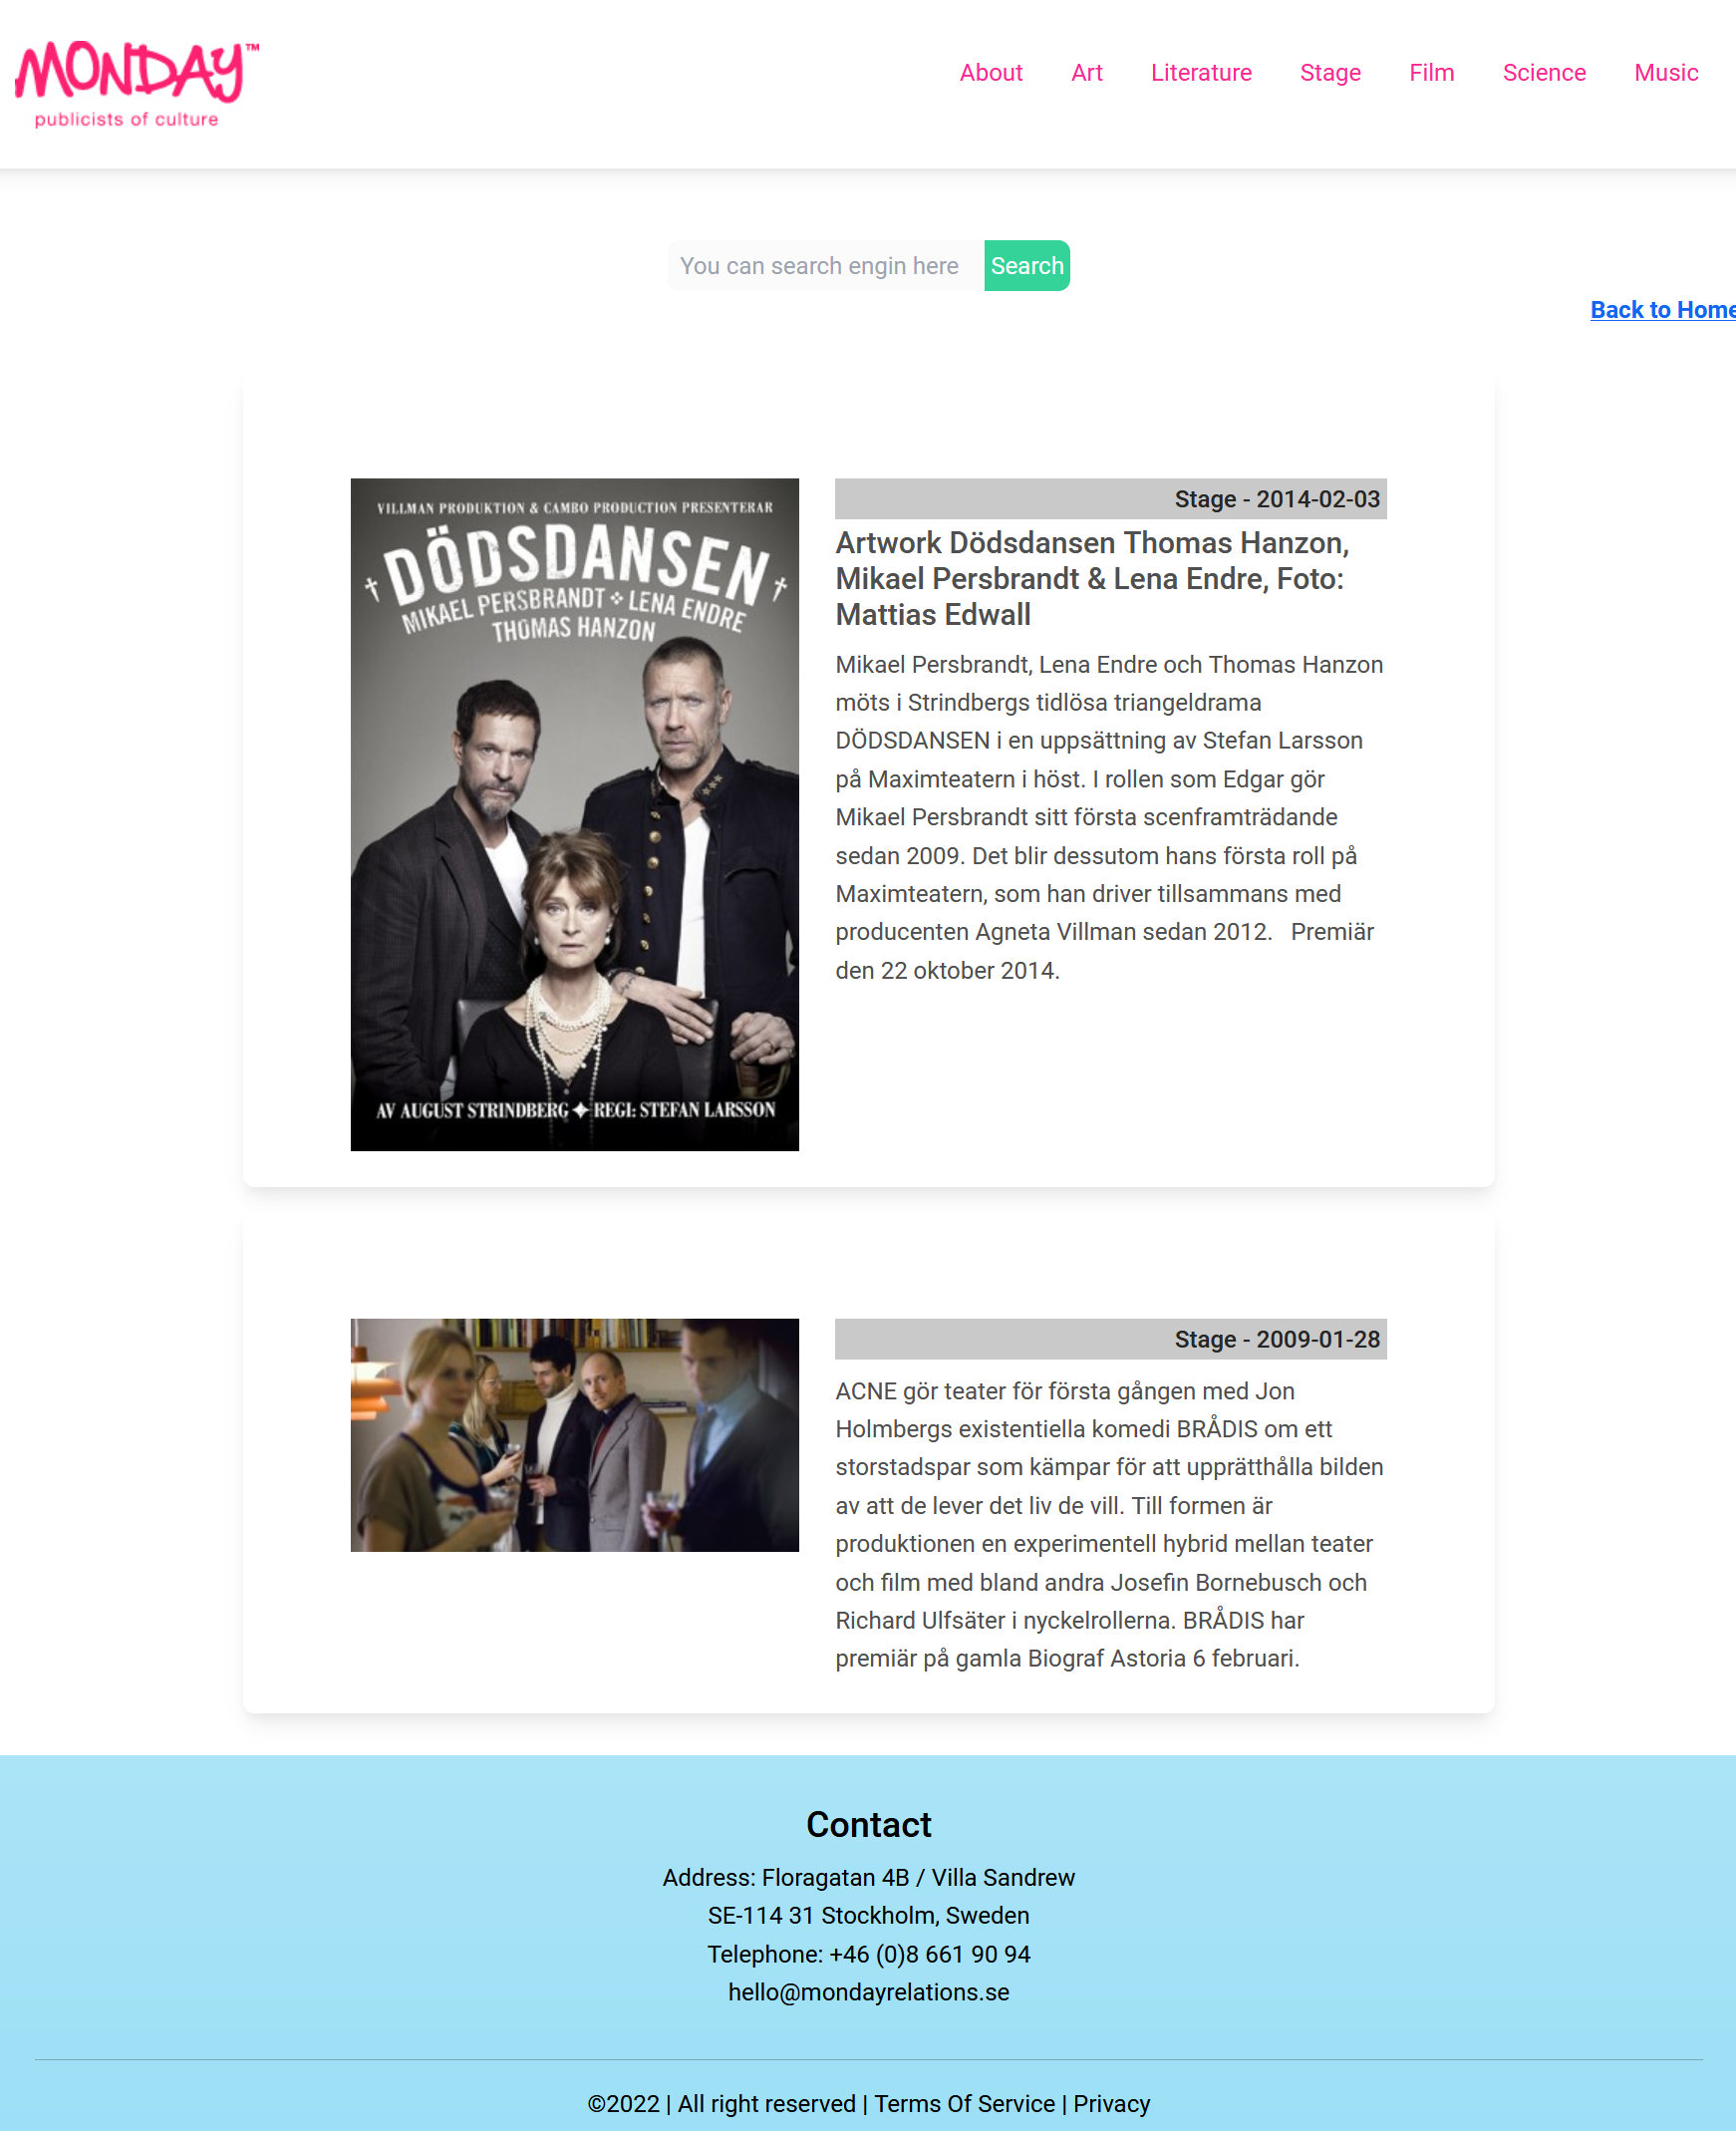 MONDAY™
publicists of culture
About Art Literature Stage Film Science Music
You can search engin here Search
Back to Home
VILLMAN PRODUKTION & CAMBO PRODUCTION PRESENTERAR
DÖDSDANSEN
MIKAEL PERSBRANDT LENA ENDRE
THOMAS HANZON
AV AUGUST STRINDBERG REGI: STEFAN LARSSON
Stage - 2014-02-03
Artwork Dödsdansen Thomas Hanzon,
Mikael Persbrandt & Lena Endre, Foto:
Mattias Edwall
Mikael Persbrandt, Lena Endre och Thomas Hanzon
möts i Strindbergs tidlösa triangeldrama
DÖDSDANSEN i en uppsättning av Stefan Larsson
på Maximteatern i höst. I rollen som Edgar gör
Mikael Persbrandt sitt första scenframträdande
sedan 2009. Det blir dessutom hans första roll på
Maximteatern, som han driver tillsammans med
producenten Agneta Villman sedan 2012.   Premiär
den 22 oktober 2014.
Stage - 2009-01-28
ACNE gör teater för första gången med Jon
Holmbergs existentiella komedi BRÅDIS om ett
storstadspar som kämpar för att upprätthålla bilden
av att de lever det liv de vill. Till formen är
produktionen en experimentell hybrid mellan teater
och film med bland andra Josefin Bornebusch och
Richard Ulfsäter i nyckelrollerna. BRÅDIS har
premiär på gamla Biograf Astoria 6 februari.
Contact
Address: Floragatan 4B / Villa Sandrew
SE-114 31 Stockholm, Sweden
Telephone: +46 (0)8 661 90 94
hello@mondayrelations.se
©2022 | All right reserved | Terms Of Service | Privacy